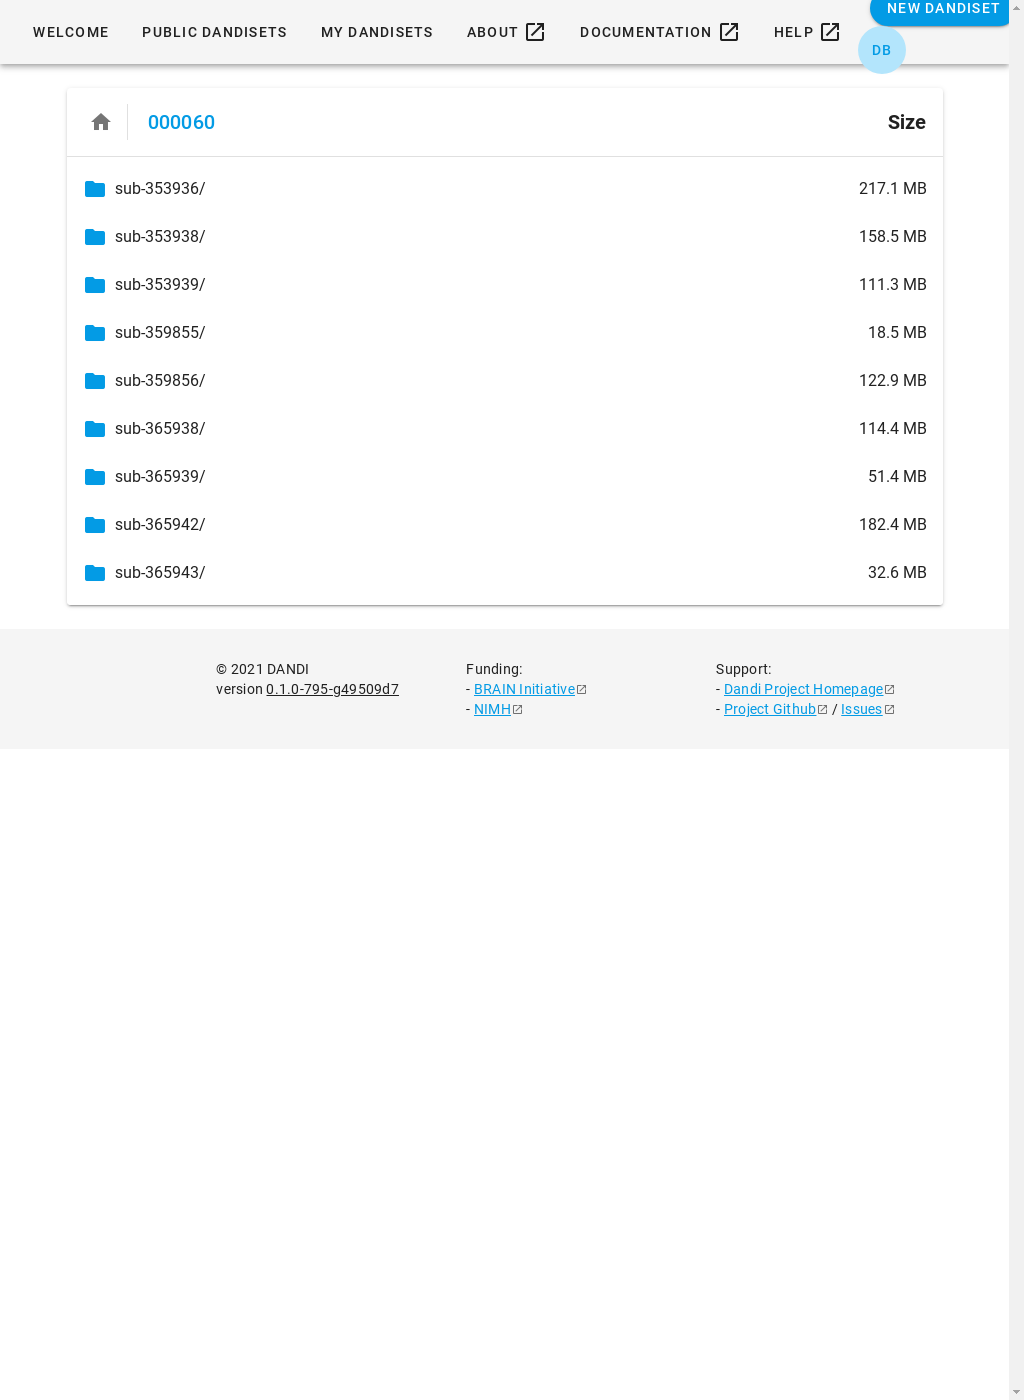 NEW DANDISET
WELCOME PUBLIC DANDISETS MY DANDISETS ABOUT DOCUMENTATION HELP
DB
000060 Size
sub-353936/ 217.1 MB
sub-353938/ 158.5 MB
sub-353939/ 111.3 MB
sub-359855/ 18.5 MB
sub-359856/ 122.9 MB
sub-365938/ 114.4 MB
sub-365939/ 51.4 MB
sub-365942/ 182.4 MB
sub-365943/ 32.6 MB
© 2021 DANDI
version 0.1.0-795-g49509d7
Funding:
- BRAIN Initiative
- NIMH
Support:
- Dandi Project Homepage
- Project Github / Issues